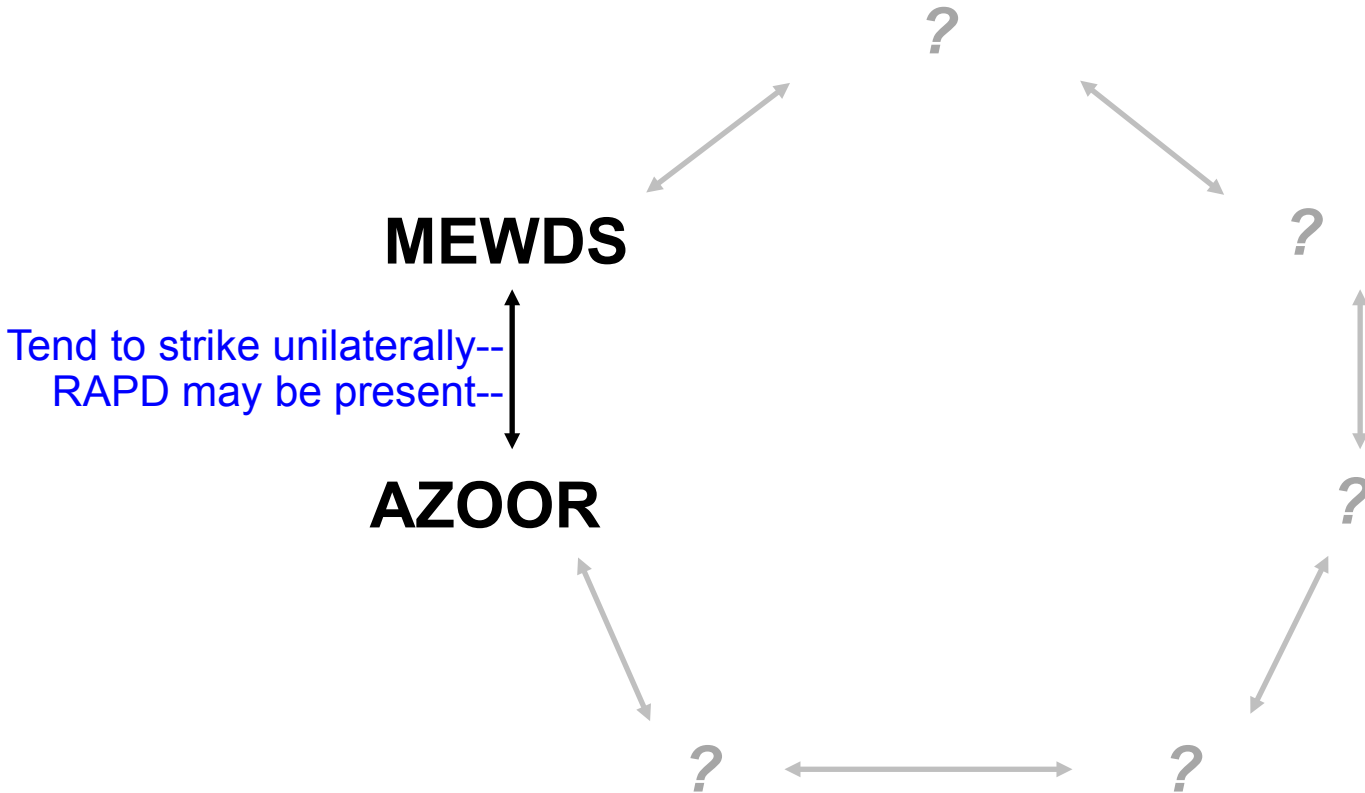 ?
MEWDS
?
Tend to strike unilaterally--
RAPD may be present--
AZOOR
?
?
?